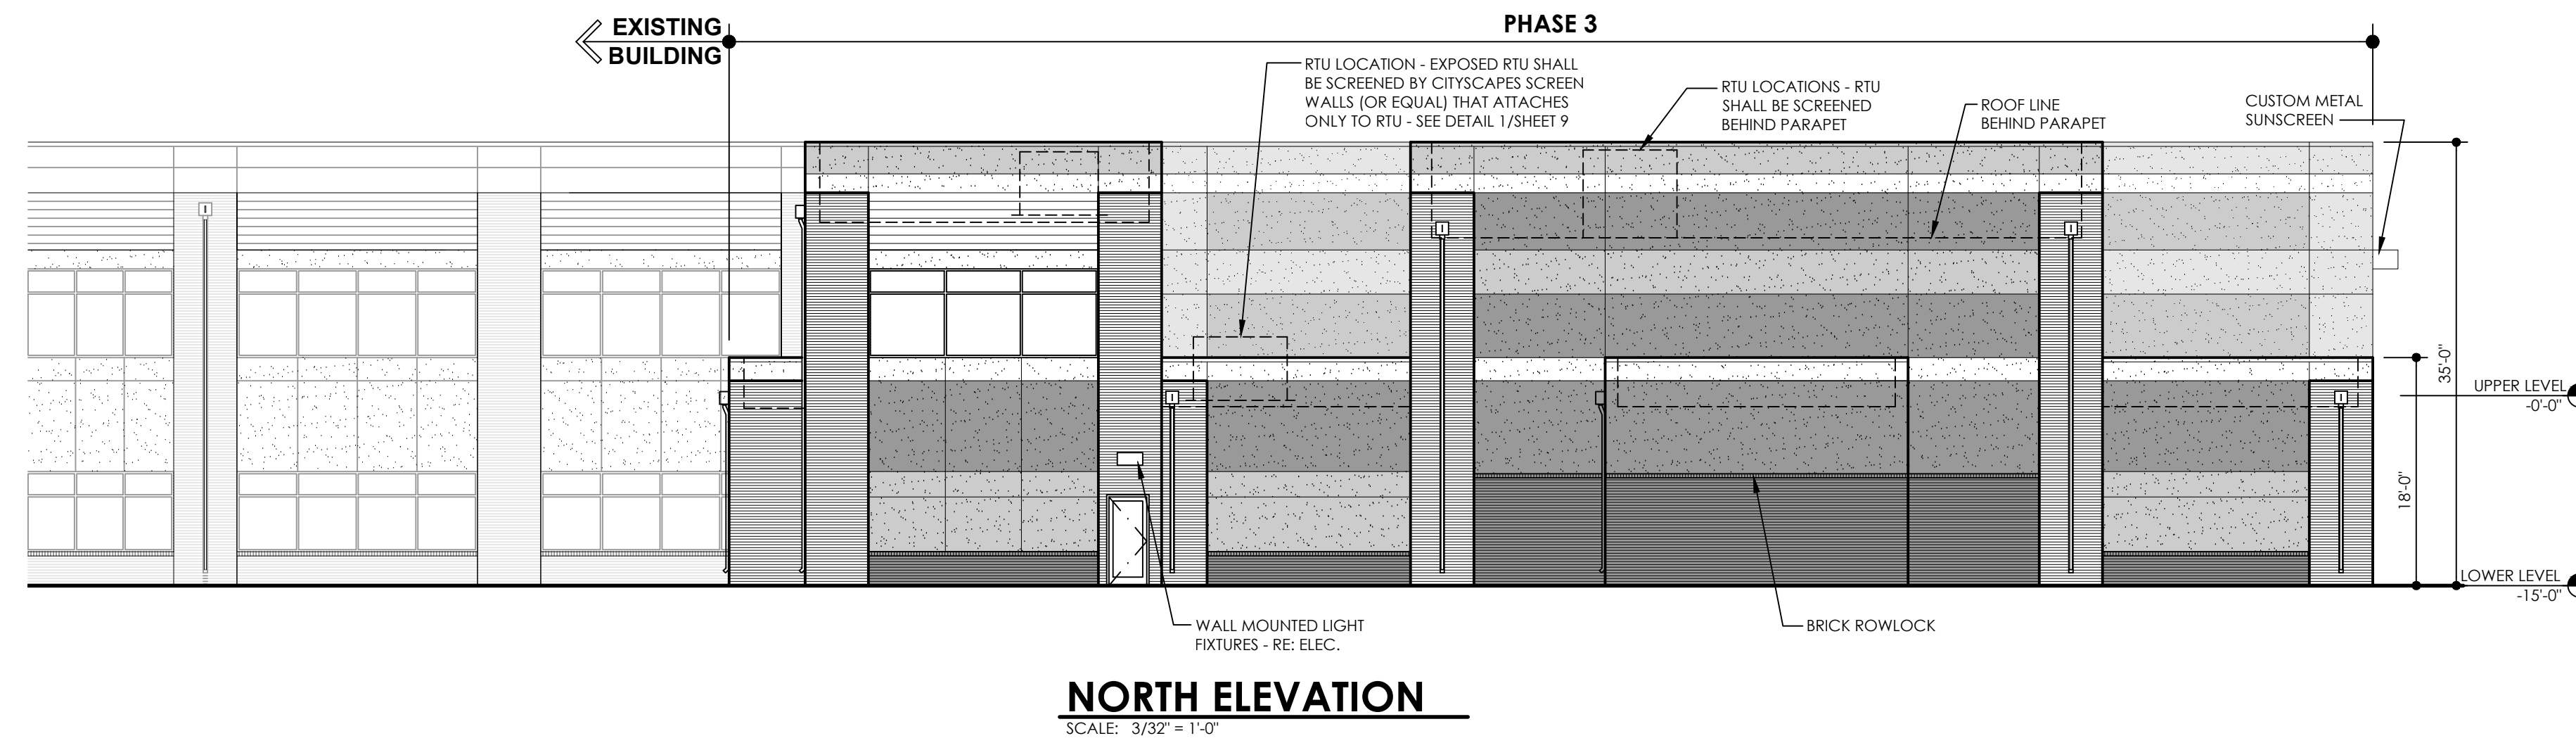 EXISTING
BUILDING
PHASE 3
RTU LOCATION - EXPOSED RTU SHALL
BE SCREENED BY CITYSCAPES SCREEN
WALLS (OR EQUAL) THAT ATTACHES
ONLY TO RTU - SEE DETAIL 1/SHEET 9
RTU LOCATIONS - RTU
SHALL BE SCREENED
BEHIND PARAPET
ROOF LINE
BEHIND PARAPET
CUSTOM METAL
SUNSCREEN
35'-0"
18'-0"
UPPER LEVEL
-0'-0"
LOWER LEVEL
-15'-0"
WALL MOUNTED LIGHT
FIXTURES - RE: ELEC.
BRICK ROWLOCK
NORTH ELEVATION
SCALE: 3/32" = 1'-0"